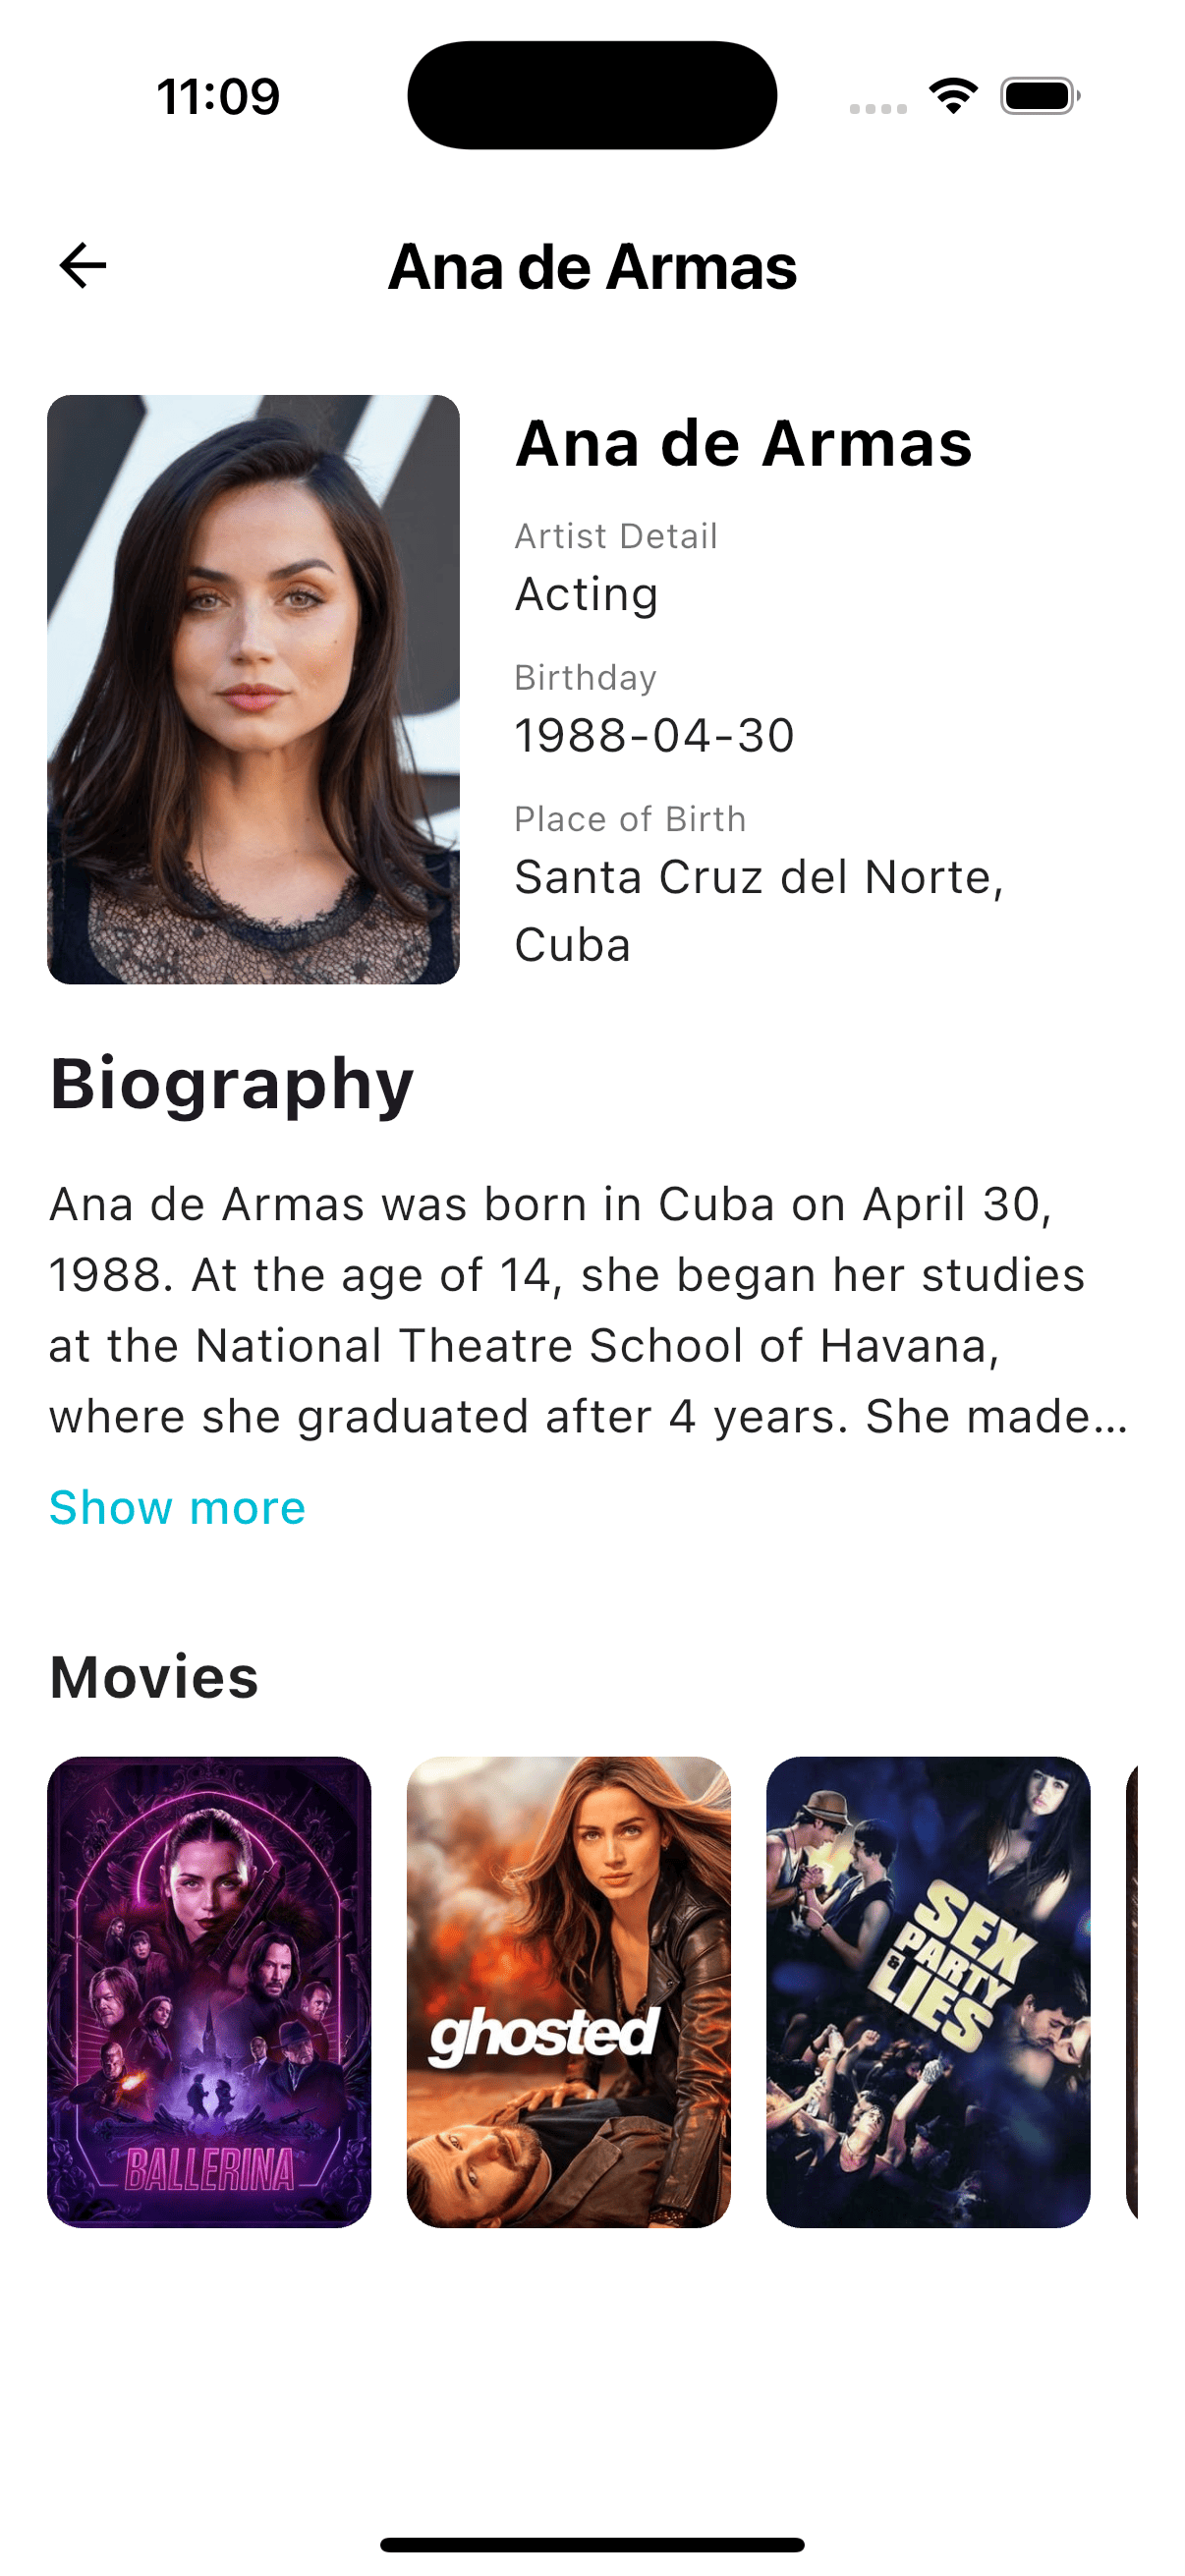 11:09
Ana de Armas
Ana de Armas
Artist Detail
Acting
Birthday
1988-04-30
Place of Birth
Santa Cruz del Norte,
Cuba
Biography
Ana de Armas was born in Cuba on April 30,
1988. At the age of 14, she began her studies
at the National Theatre School of Havana,
where she graduated after 4 years. She made...
Show more
Movies
BALLERINA
ghosted
SEX
PARTY
&
LIES